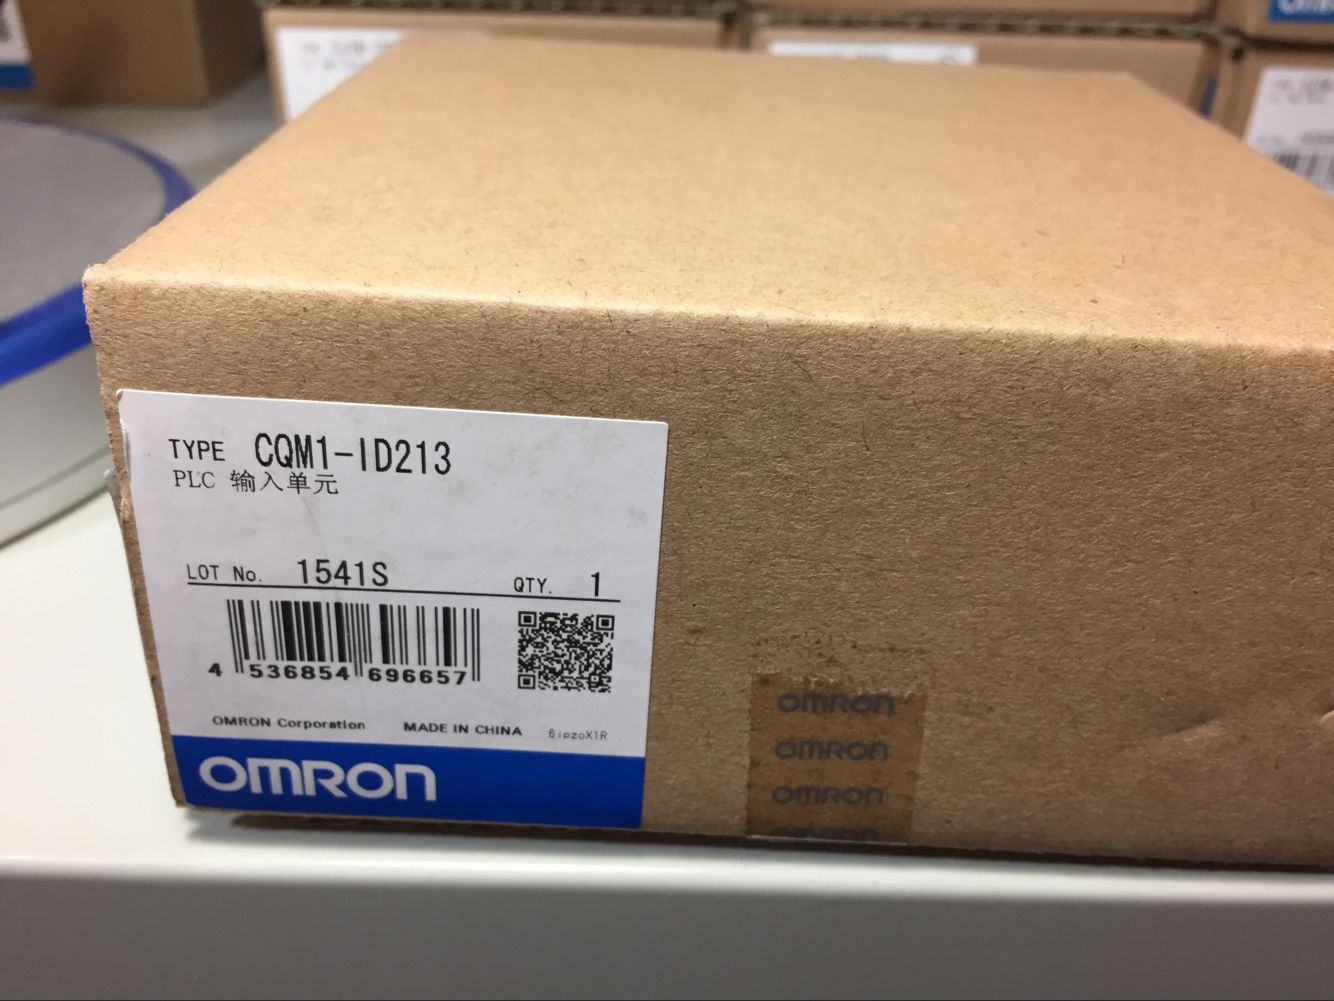 TYPE CQM1-ID213
PLC 输入单元
LOT No. 1541S QTY. 1
4 536854 696657
OMRON Corporation MADE IN CHINA 6ipzoX1R
OMRON
OMRON
OMRON
OMRON